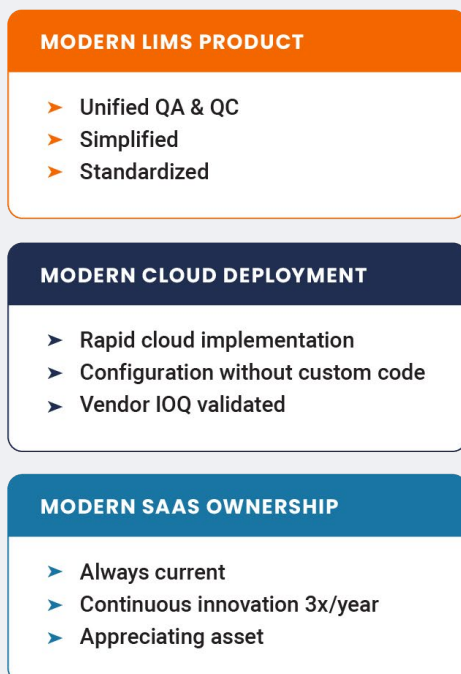 MODERN LIMS PRODUCT
Unified QA & QC
Simplified
Standardized
MODERN CLOUD DEPLOYMENT
Rapid cloud implementation
Configuration without custom code
Vendor IOQ validated
MODERN SAAS OWNERSHIP
Always current
Continuous innovation 3x/year
Appreciating asset